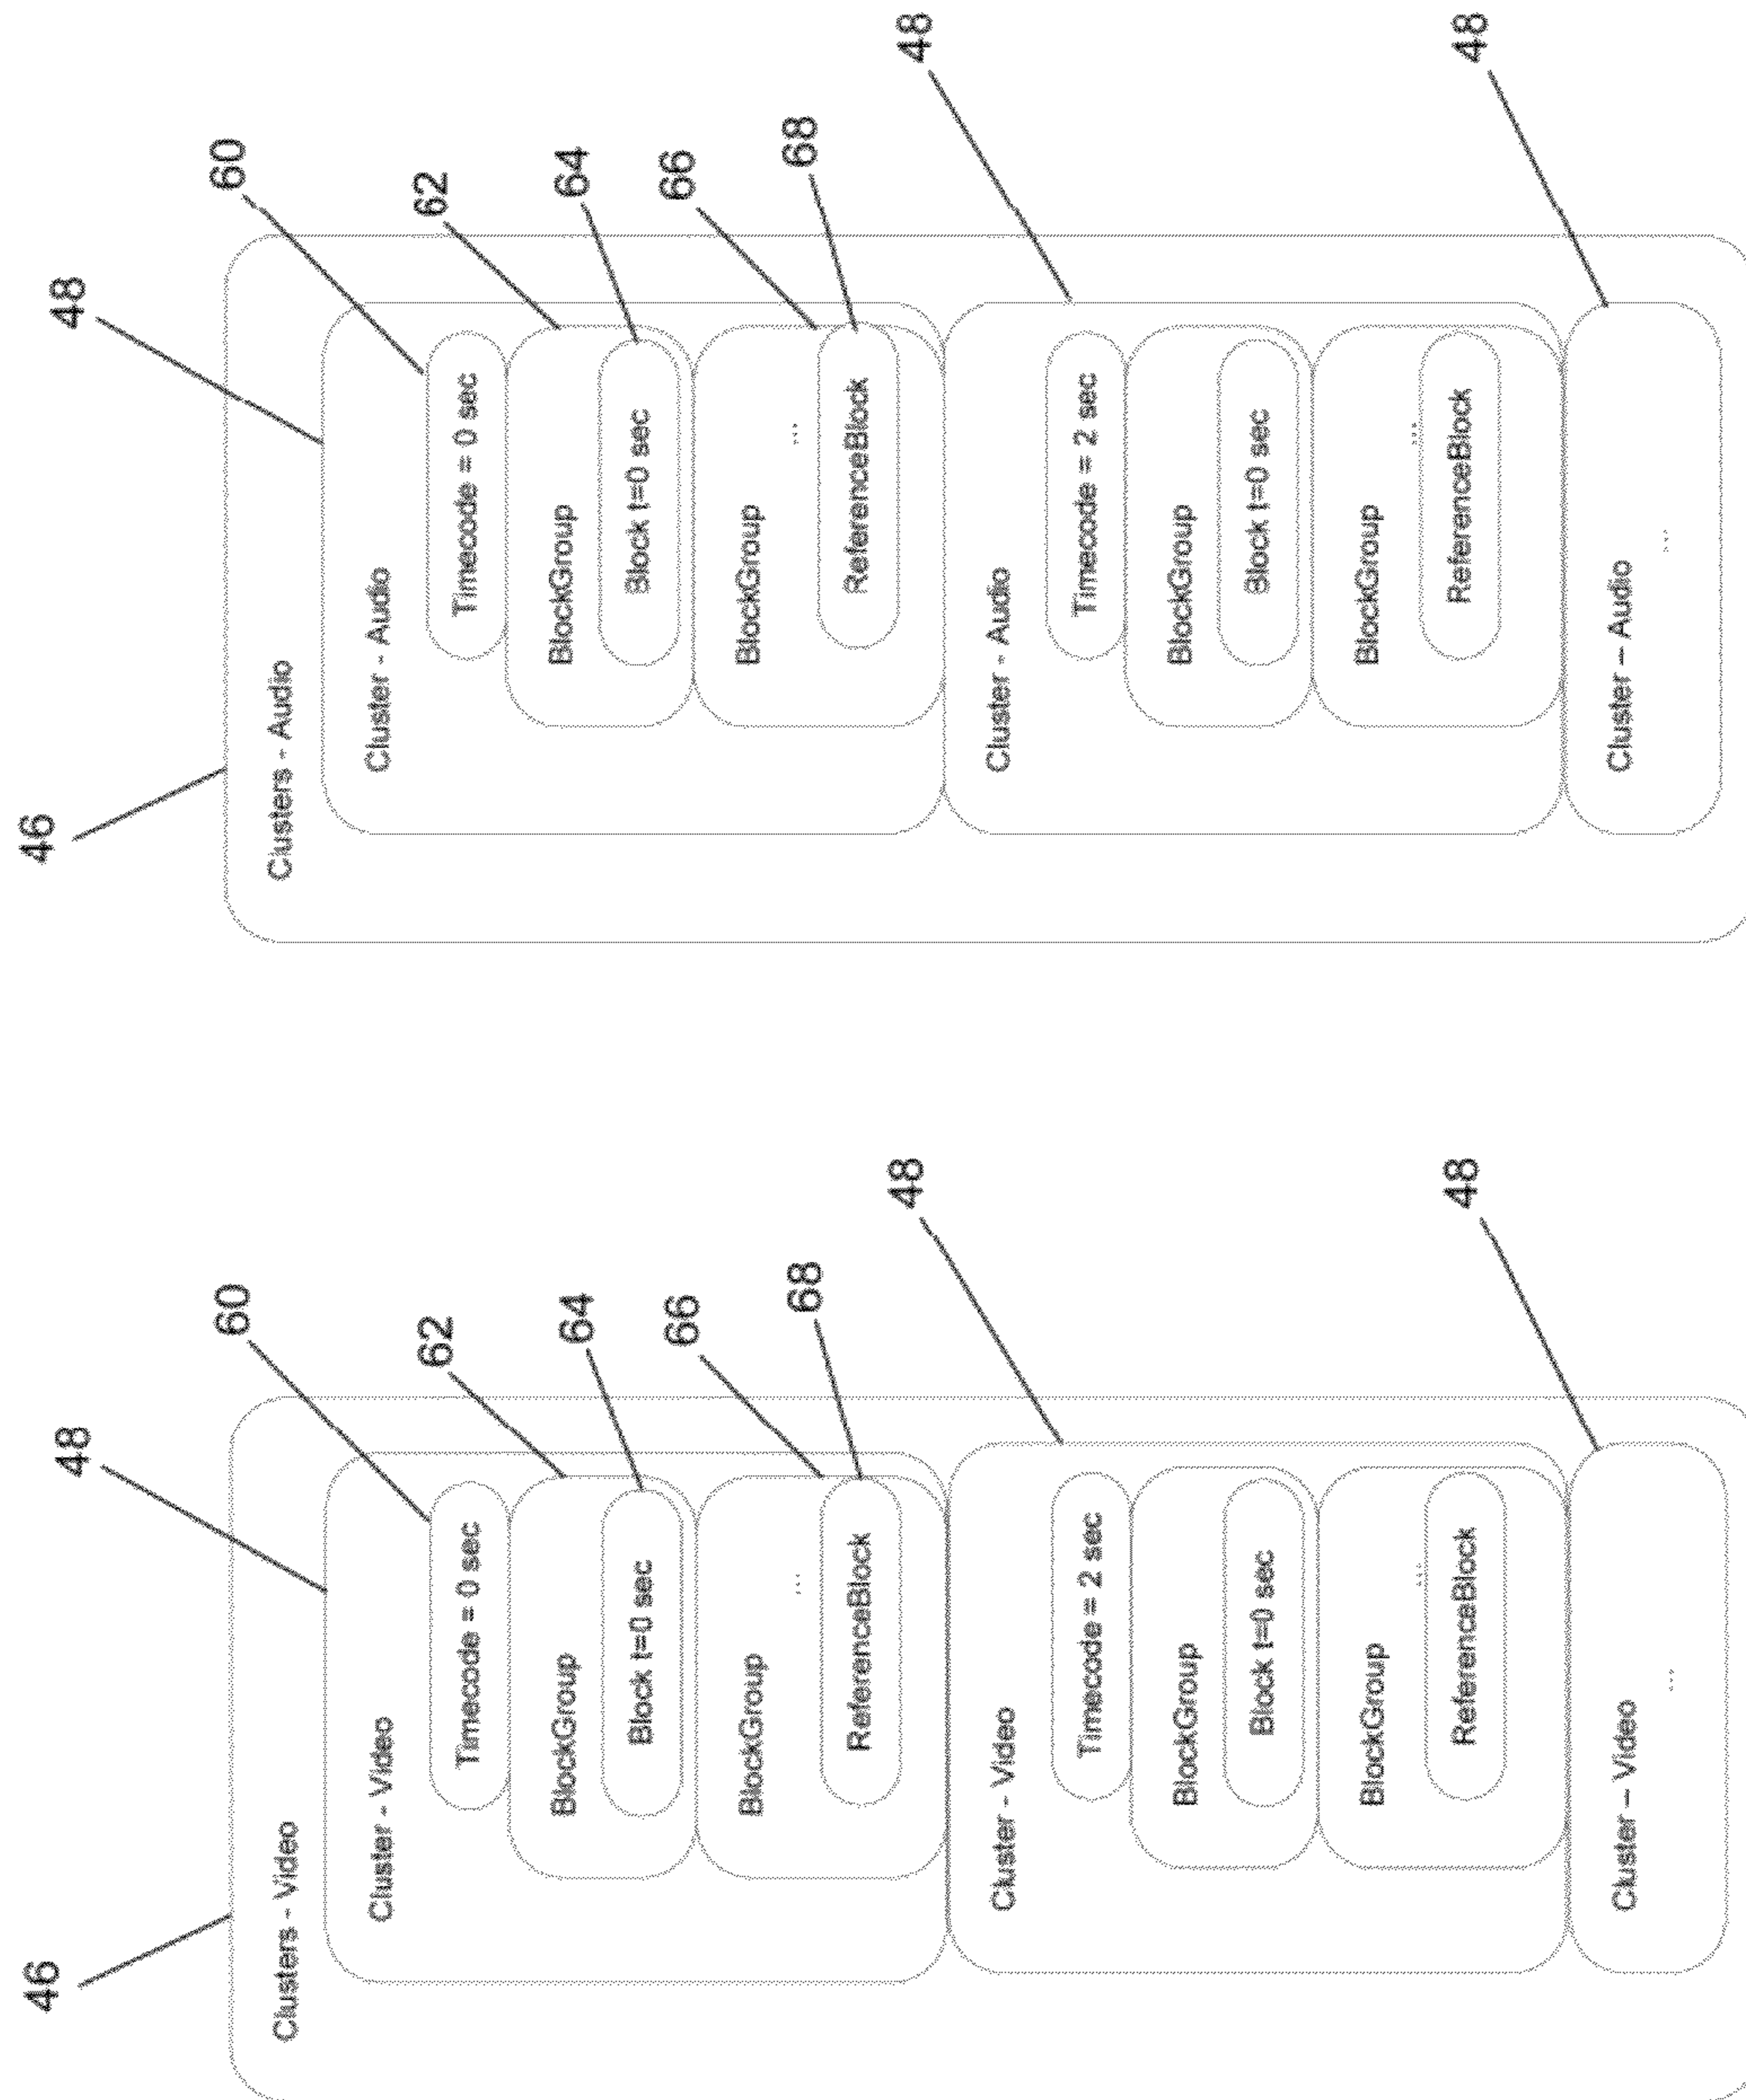 46
Clusters - Video
48
Cluster - Video
60
Timecode = 0 sec
62
BlockGroup
64
Block t=0 sec
66
BlockGroup
...
68
ReferenceBlock
48
Cluster - Video
Timecode = 2 sec
BlockGroup
Block t=0 sec
BlockGroup
...
ReferenceBlock
48
Cluster – Video
...
46
Clusters - Audio
48
Cluster - Audio
60
Timecode = 0 sec
62
BlockGroup
64
Block t=0 sec
66
BlockGroup
...
68
ReferenceBlock
48
Cluster - Audio
Timecode = 2 sec
BlockGroup
Block t=0 sec
BlockGroup
...
ReferenceBlock
48
Cluster – Audio
...